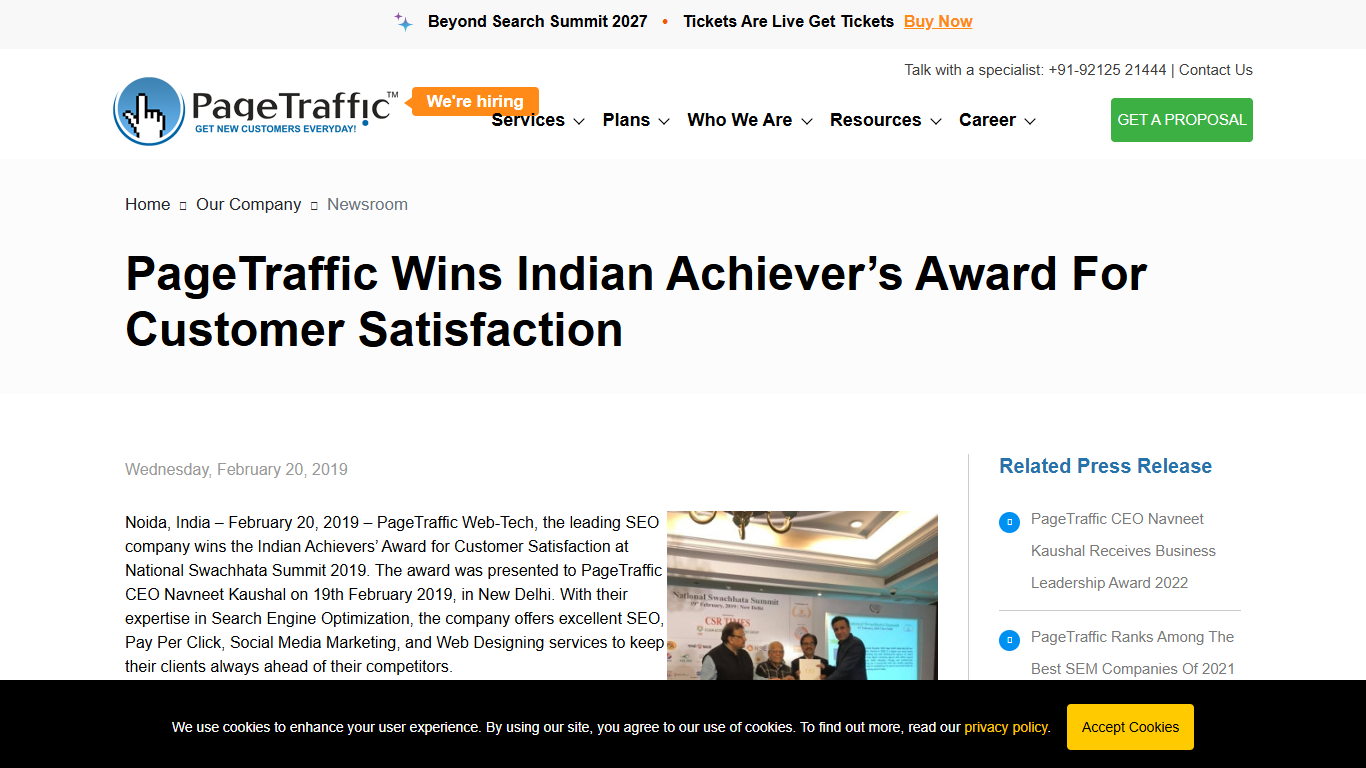 Beyond Search Summit 2027 • Tickets Are Live Get Tickets Buy Now
Talk with a specialist: +91-92125 21444 | Contact Us
PageTraffic™
GET NEW CUSTOMERS EVERYDAY!
We're hiring
Services Plans Who We Are Resources Career
GET A PROPOSAL
Home Our Company Newsroom
PageTraffic Wins Indian Achiever’s Award For
Customer Satisfaction
Wednesday, February 20, 2019
Noida, India – February 20, 2019 – PageTraffic Web-Tech, the leading SEO
company wins the Indian Achievers’ Award for Customer Satisfaction at
National Swachhata Summit 2019. The award was presented to PageTraffic
CEO Navneet Kaushal on 19th February 2019, in New Delhi. With their
expertise in Search Engine Optimization, the company offers excellent SEO,
Pay Per Click, Social Media Marketing, and Web Designing services to keep
their clients always ahead of their competitors.
National Swachhata Summit
19th February, 2019 | New Delhi
CSR TIMES
Related Press Release
PageTraffic CEO Navneet
Kaushal Receives Business
Leadership Award 2022
PageTraffic Ranks Among The
Best SEM Companies Of 2021
We use cookies to enhance your user experience. By using our site, you agree to our use of cookies. To find out more, read our privacy policy.
Accept Cookies